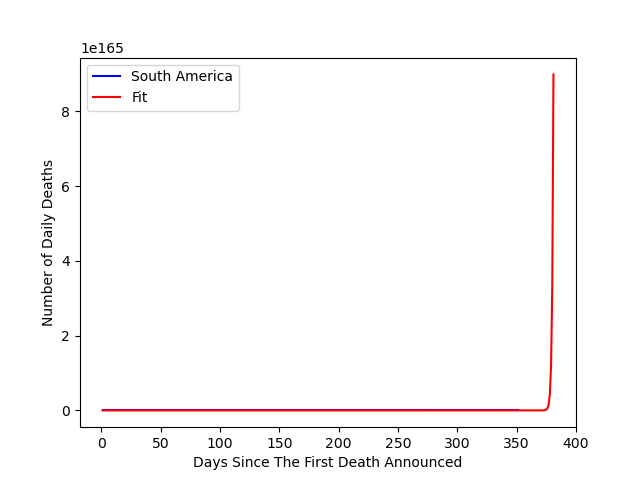 1e165
South America
Fit
8
6
4
2
0
Number of Daily Deaths
0 50 100 150 200 250 300 350 400
Days Since The First Death Announced